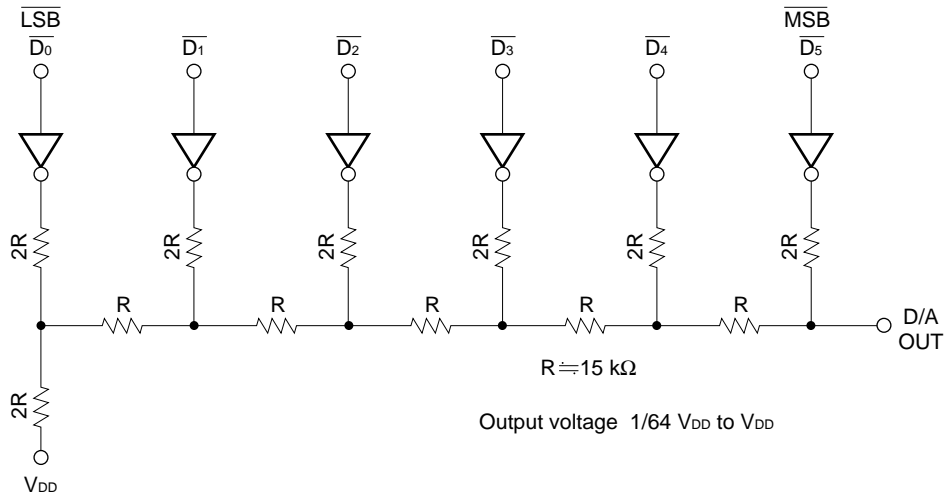 LSB MSB
D0 D1 D2 D3 D4 D5
2R 2R 2R 2R 2R 2R
R R R R R
D/A
OUT
R≒15 kΩ
2R
Output voltage 1/64 VDD to VDD
VDD